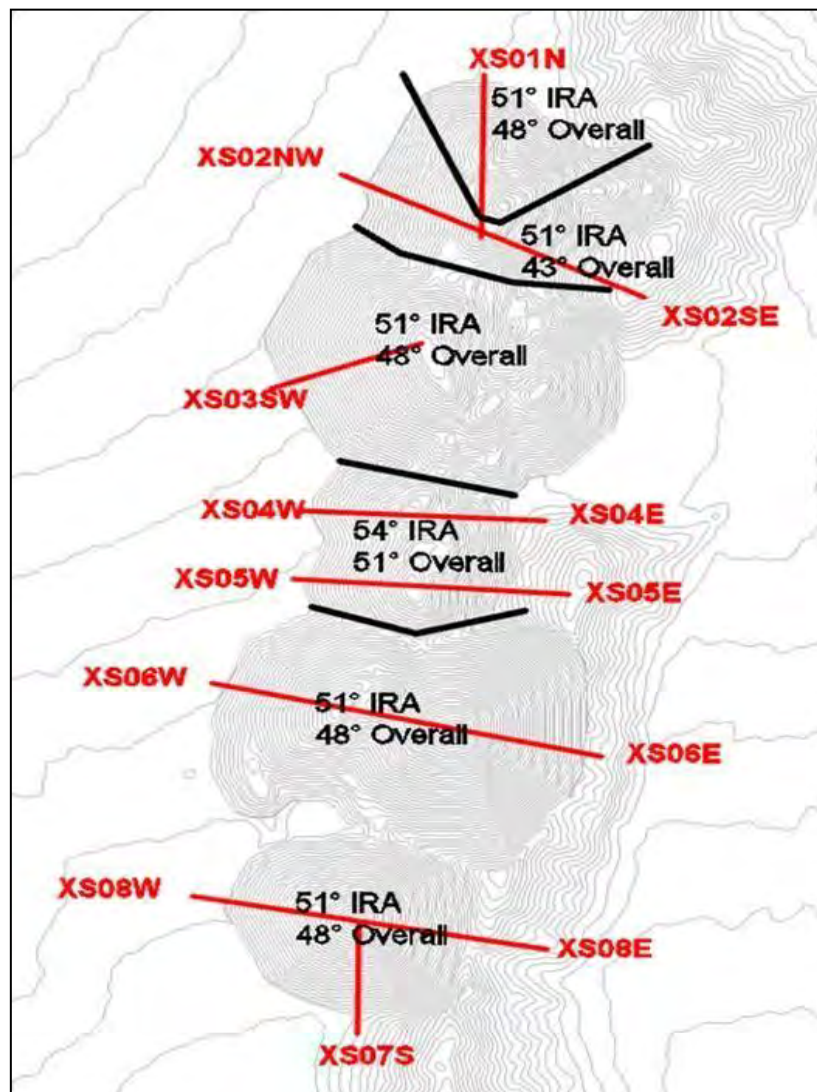 XS01N
51° IRA
48° Overall
XS02NW
51° IRA
43° Overall
XS02SE
51° IRA
48° Overall
XS03SW
XS04W
XS04E
54° IRA
51° Overall
XS05W
XS05E
XS06W
51° IRA
48° Overall
XS06E
XS08W
51° IRA
48° Overall
XS08E
XS07S